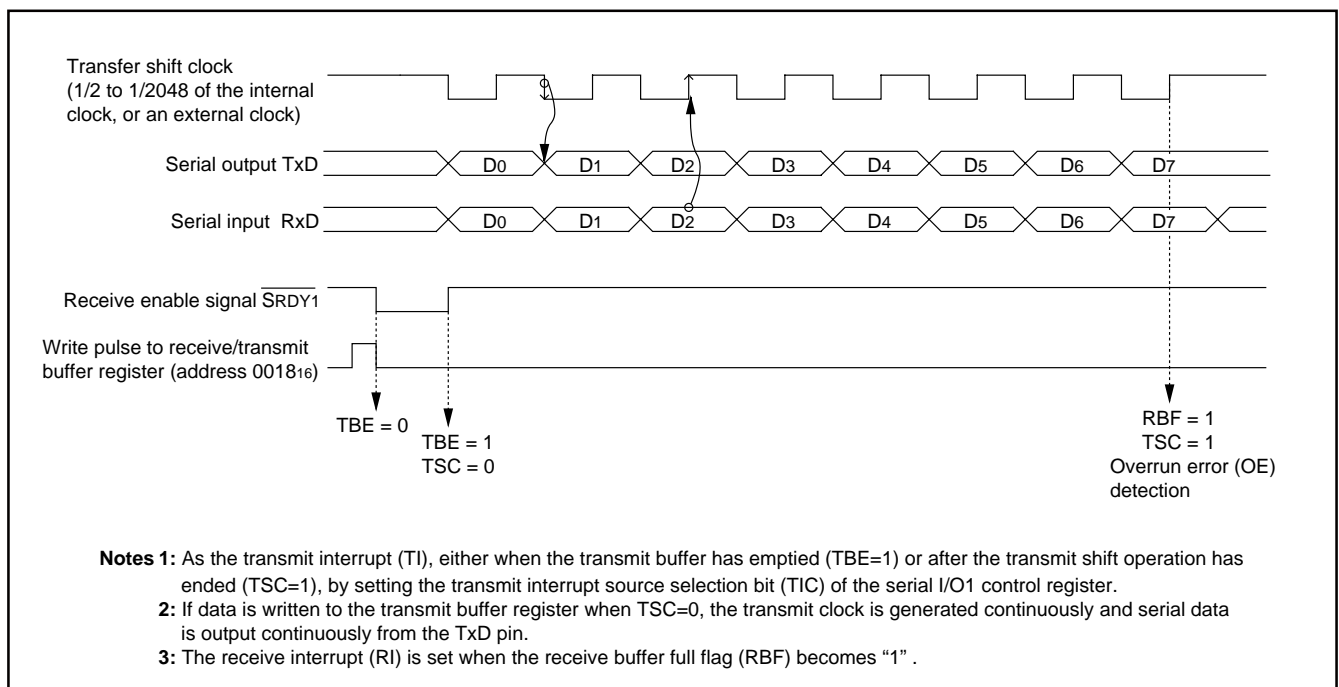 Transfer shift clock
(1/2 to 1/2048 of the internal
clock, or an external clock)
Serial output TxD
D0 D1 D2 D3 D4 D5 D6 D7
Serial input RxD
D0 D1 D2 D3 D4 D5 D6 D7
Receive enable signal SRDY1
Write pulse to receive/transmit
buffer register (address 001816)
TBE = 0
TBE = 1
TSC = 0
RBF = 1
TSC = 1
Overrun error (OE)
detection
Notes 1: As the transmit interrupt (TI), either when the transmit buffer has emptied (TBE=1) or after the transmit shift operation has
ended (TSC=1), by setting the transmit interrupt source selection bit (TIC) of the serial I/O1 control register.
2: If data is written to the transmit buffer register when TSC=0, the transmit clock is generated continuously and serial data
is output continuously from the TxD pin.
3: The receive interrupt (RI) is set when the receive buffer full flag (RBF) becomes “1” .